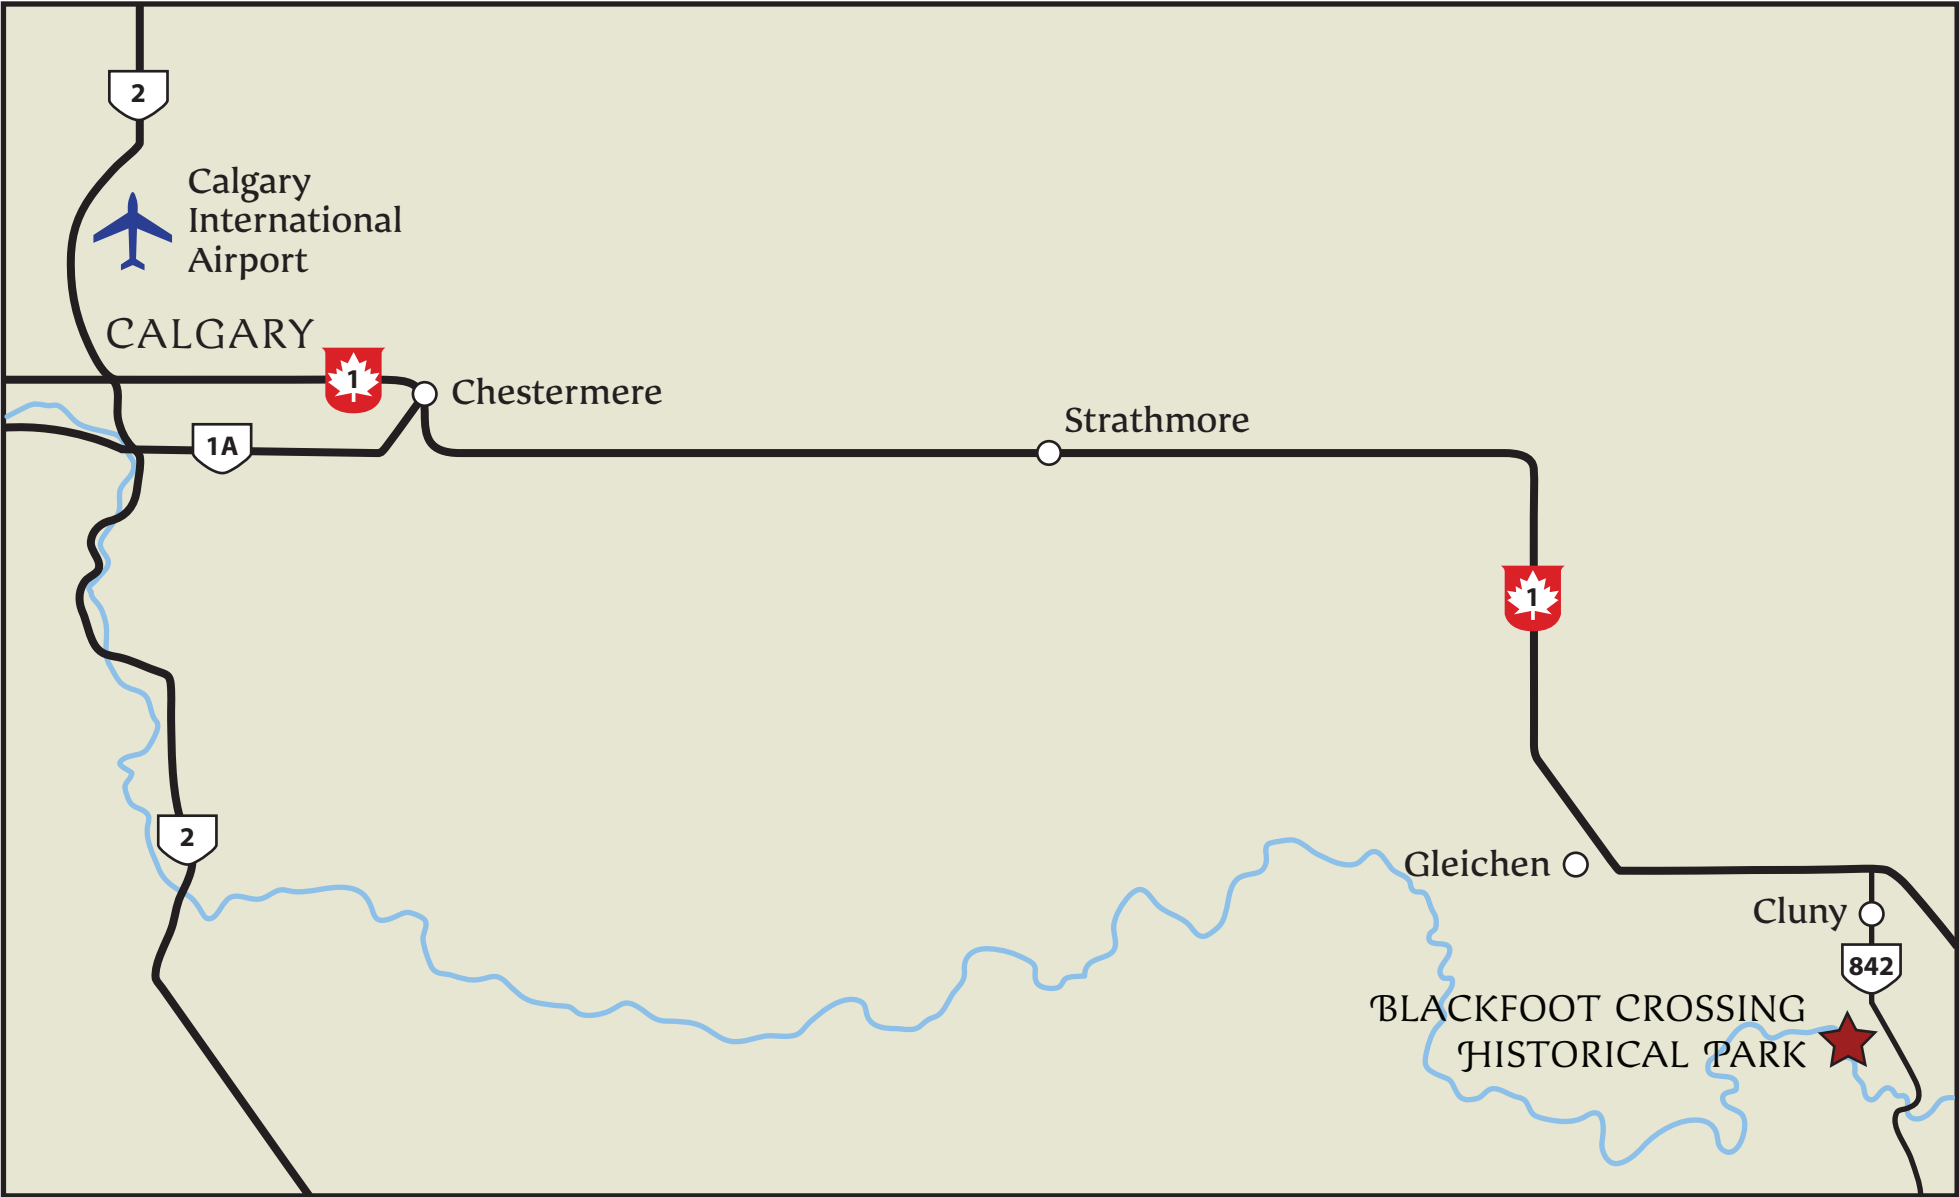 2
Calgary
International
Airport
CALGARY
1
Chestermere
Strathmore
1A
1
2
Gleichen
Cluny
842
BLACKFOOT CROSSING
HISTORICAL PARK